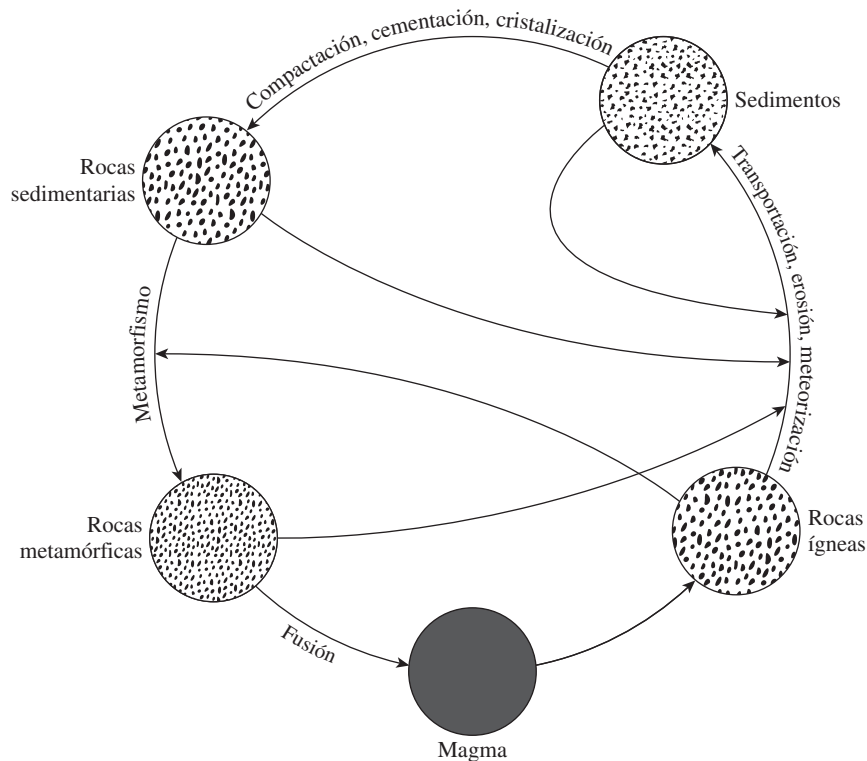 Compactación, cementación, cristalización
Sedimentos
Rocas
sedimentarias
Transportación, erosión, meteorización
Metamorfismo
Rocas
metamórficas
Rocas
ígneas
Fusión
Magma